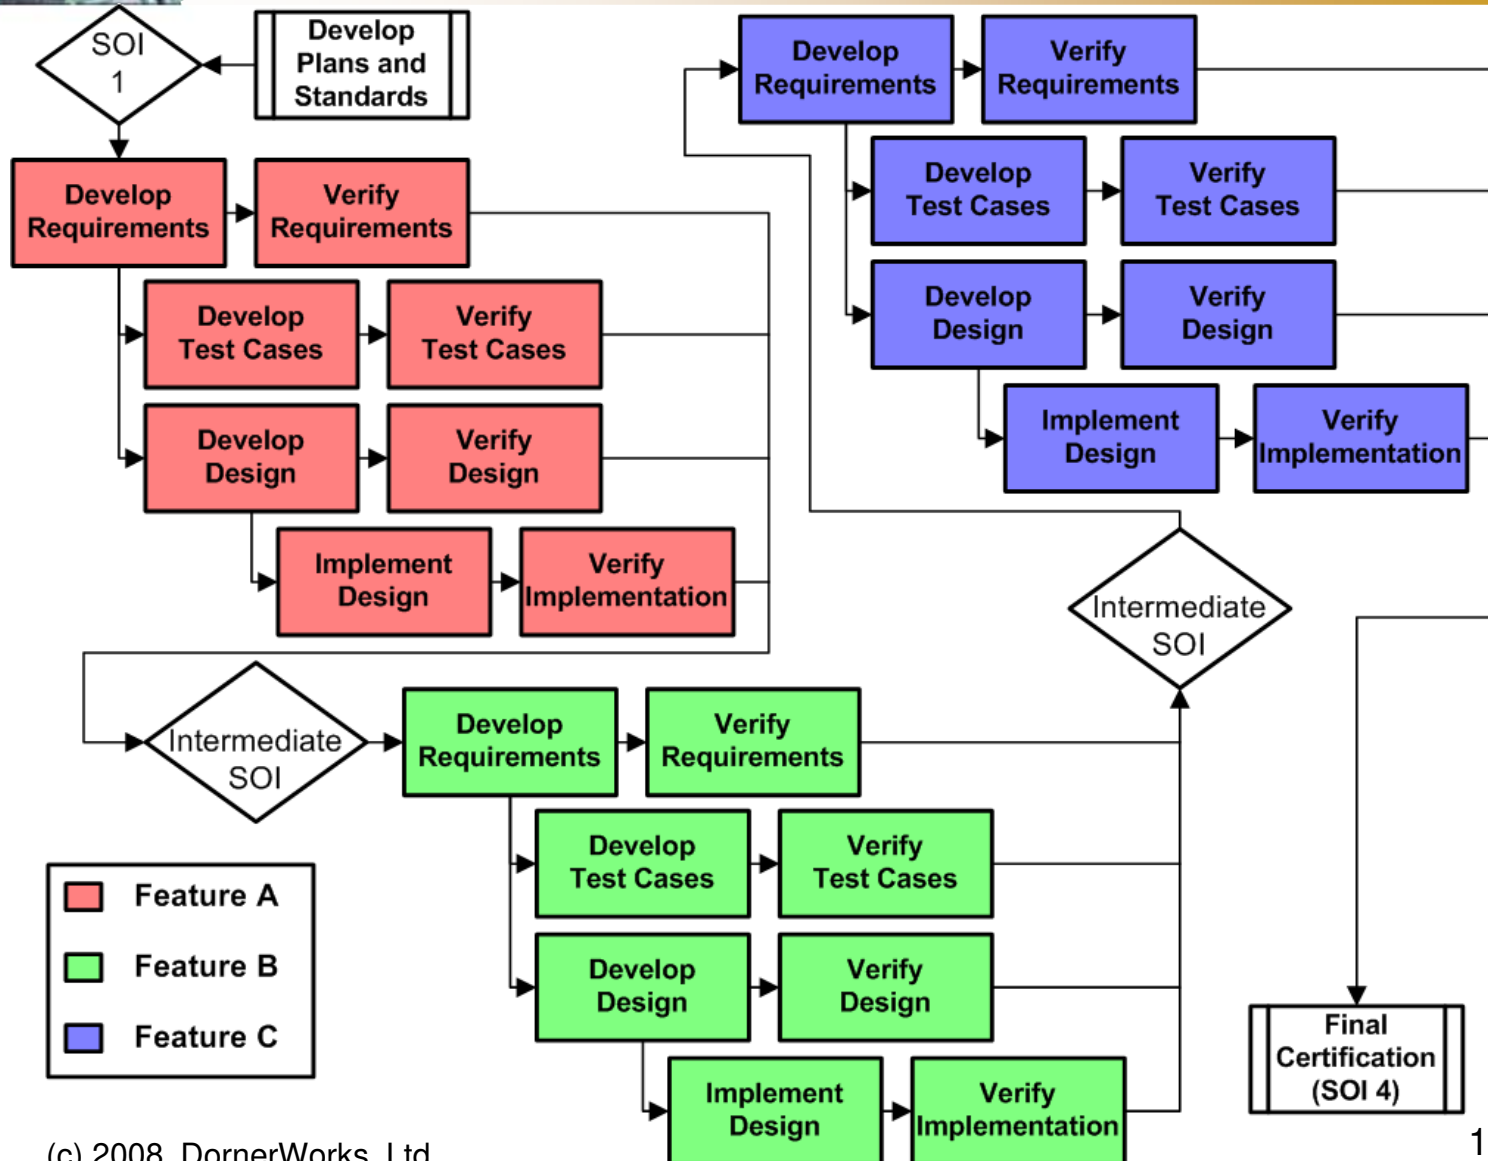 SOI
1
Develop
Plans and
Standards
Develop
Requirements
Verify
Requirements
Develop
Test Cases
Verify
Test Cases
Develop
Design
Verify
Design
Implement
Design
Verify
Implementation
Intermediate
SOI
Develop
Requirements
Verify
Requirements
Develop
Test Cases
Verify
Test Cases
Develop
Design
Verify
Design
Implement
Design
Verify
Implementation
Intermediate
SOI
Develop
Requirements
Verify
Requirements
Develop
Test Cases
Verify
Test Cases
Develop
Design
Verify
Design
Implement
Design
Verify
Implementation
Final
Certification
(SOI 4)
Feature A
Feature B
Feature C
(c) 2008, DornerWorks, Ltd
1